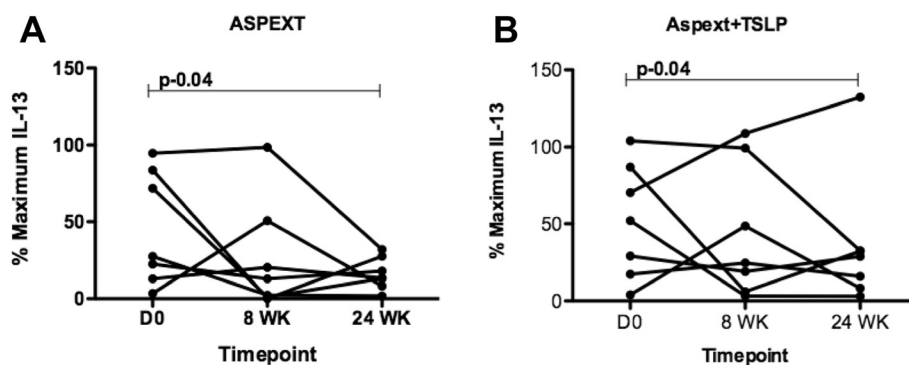 A
ASPEXT
% Maximum IL-13
150
100
50
0
p-0.04
D0 8 WK 24 WK
Timepoint
B
Aspext+TSLP
% Maximum IL-13
150
100
50
0
p-0.04
D0 8 WK 24 WK
Timepoint